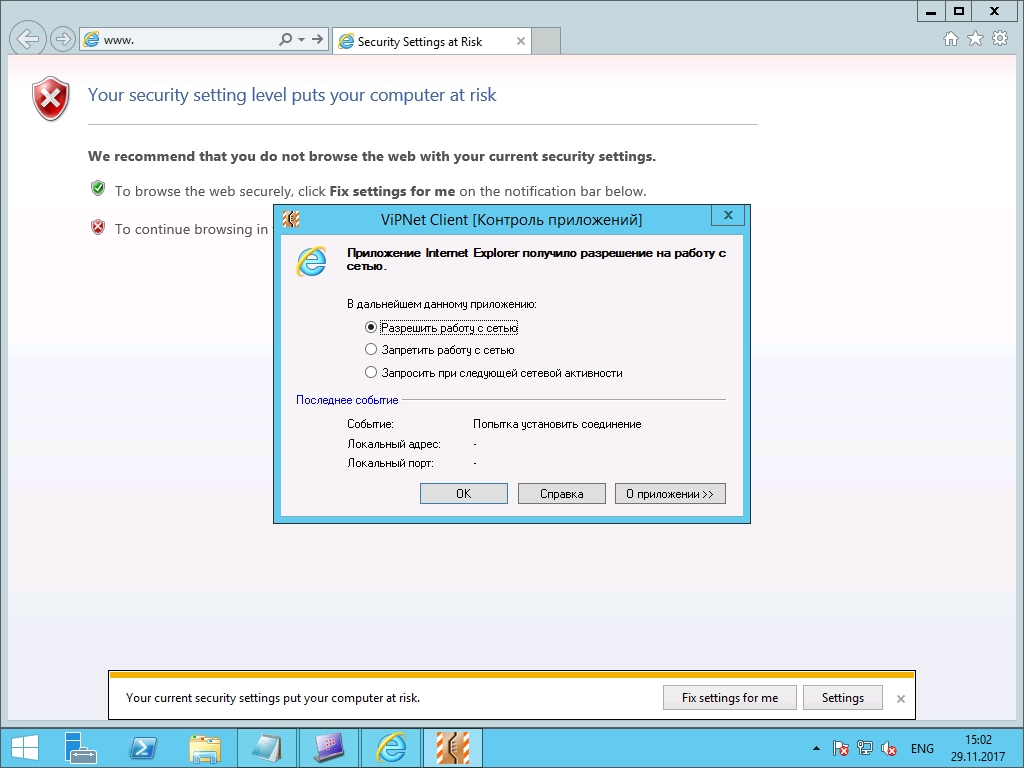 www.
Security Settings at Risk
Your security setting level puts your computer at risk
We recommend that you do not browse the web with your current security settings.
To browse the web securely, click Fix settings for me on the notification bar below.
To continue browsing in
ViPNet Client [Контроль приложений]
Приложение Internet Explorer получило разрешение на работу с
сетью.
В дальнейшем данному приложению:
Разрешить работу с сетью
Запретить работу с сетью
Запросить при следующей сетевой активности
Последнее событие
Событие: Попытка установить соединение
Локальный адрес: -
Локальный порт: -
OK Справка О приложении >>
Your current security settings put your computer at risk. Fix settings for me Settings
ENG
15:02
29.11.2017